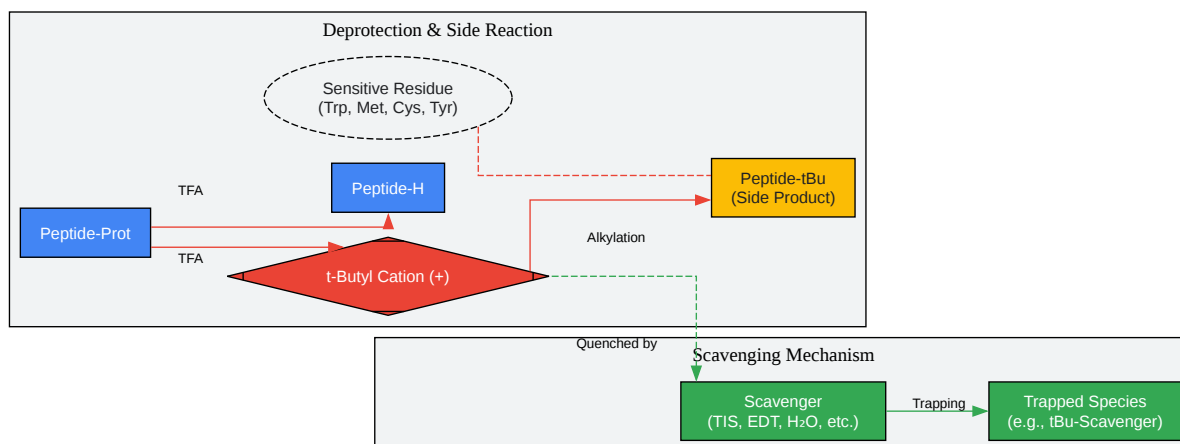 Deprotection & Side Reaction
Sensitive Residue
(Trp, Met, Cys, Tyr)
TFA
Peptide-H
Peptide-tBu
(Side Product)
Peptide-Prot
Alkylation
TFA
t-Butyl Cation (+)
Quenched by
Scavenging Mechanism
Scavenger
(TIS, EDT, H₂O, etc.)
Trapping
Trapped Species
(e.g., tBu-Scavenger)